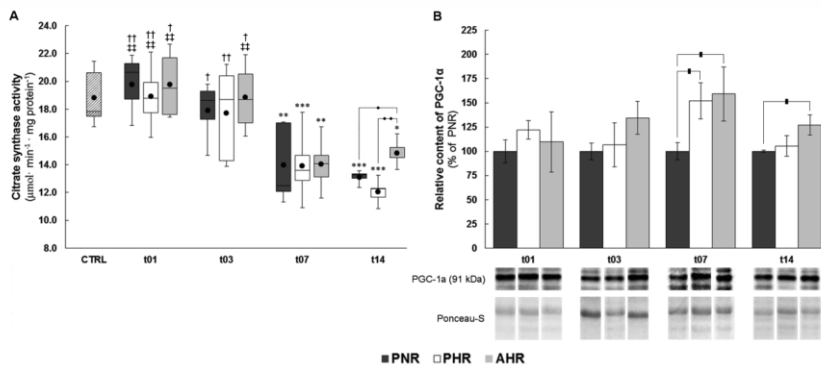 A
B
Citrate synthase activity
(μmol· min⁻¹ · mg protein⁻¹)
24.0
22.0
20.0
18.0
16.0
14.0
12.0
10.0
8.0
††
‡‡
††
‡‡
†
‡‡
†
††
†
‡‡
**
***
**
***
***
*
CTRL
t01
t03
t07
t14
Relative content of PGC-1α
(% of PNR)
200
175
150
125
100
75
50
25
0
t01
t03
t07
t14
PGC-1a (91 kDa)
Ponceau-S
PNR PHR AHR